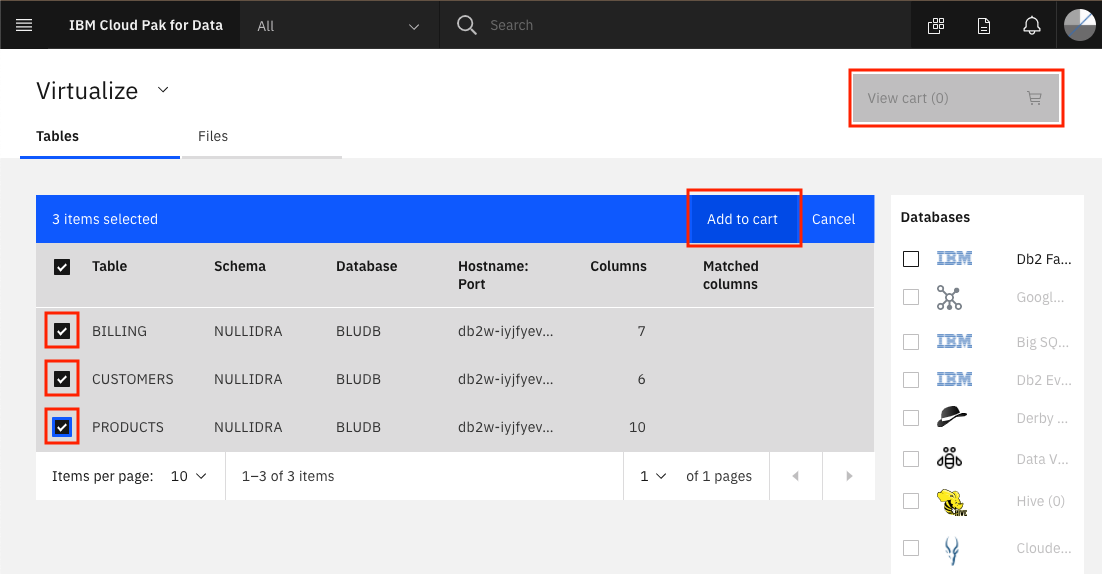 IBM Cloud Pak for Data
All
Search
Virtualize
View cart (0)
Tables
Files
3 items selected
Add to cart
Cancel
Table
Schema
Database
Hostname:
Port
Columns
Matched
columns
BILLING NULLIDRA BLUDB db2w-iyjfyev... 7
CUSTOMERS NULLIDRA BLUDB db2w-iyjfyev... 6
PRODUCTS NULLIDRA BLUDB db2w-iyjfyev... 10
Items per page: 10
1–3 of 3 items
1 of 1 pages
Databases
IBM Db2 Fa...
Googl...
IBM Big SQ...
IBM Db2 Ev...
Derby ...
Data V...
HIVE Hive (0)
Cloude...